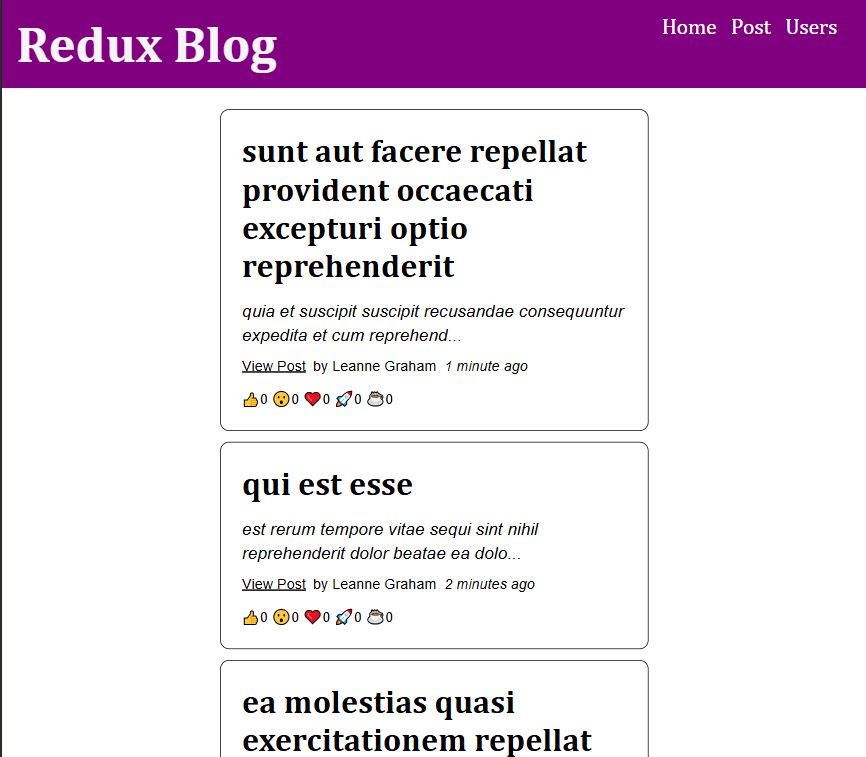 Redux Blog
Home Post Users
sunt aut facere repellat
provident occaecati
excepturi optio
reprehenderit
quia et suscipit suscipit recusandae consequuntur
expedita et cum reprehend...
View Post by Leanne Graham 1 minute ago
👍0 😮0 ❤️0 🚀0 ☕0
qui est esse
est rerum tempore vitae sequi sint nihil
reprehenderit dolor beatae ea dolo...
View Post by Leanne Graham 2 minutes ago
👍0 😮0 ❤️0 🚀0 ☕0
ea molestias quasi
exercitationem repellat